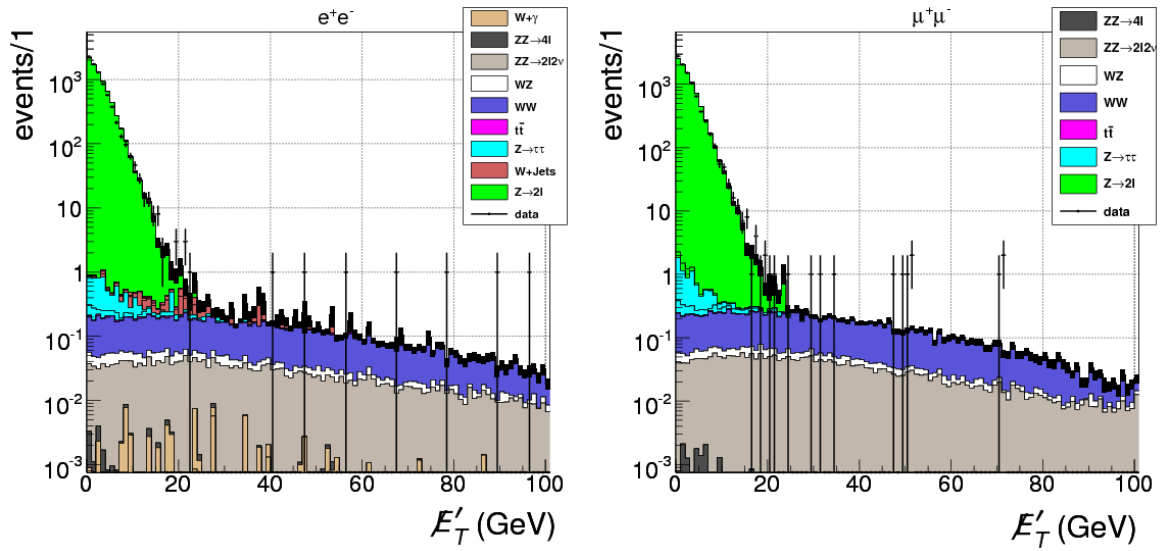 e⁺e⁻
events/1
10³
10²
10
1
10⁻¹
10⁻²
10⁻³
0 20 40 60 80 100
E̸′_T (GeV)
W+γ
ZZ→4l
ZZ→2l2ν
WZ
WW
tt̄
Z→ττ
W+Jets
Z→2l
data
μ⁺μ⁻
events/1
10³
10²
10
1
10⁻¹
10⁻²
10⁻³
0 20 40 60 80 100
E̸′_T (GeV)
ZZ→4l
ZZ→2l2ν
WZ
WW
tt̄
Z→ττ
Z→2l
data